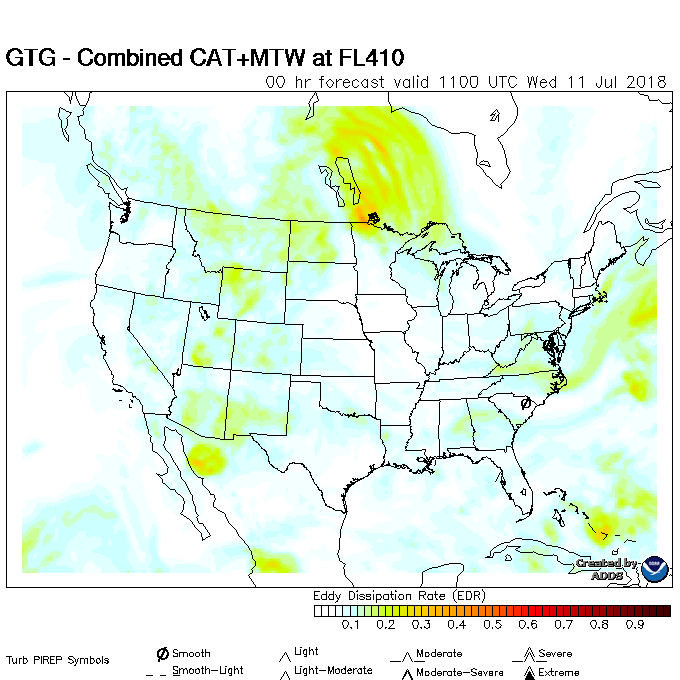 GTG - Combined CAT+MTW at FL410
00 hr forecast valid 1100 UTC Wed 11 Jul 2018
Created by
ADDS
NOAA
Eddy Dissipation Rate (EDR)
0.1 0.2 0.3 0.4 0.5 0.6 0.7 0.8 0.9
Turb PIREP Symbols
Smooth Light Moderate Severe
Smooth-Light Light-Moderate Moderate-Severe Extreme